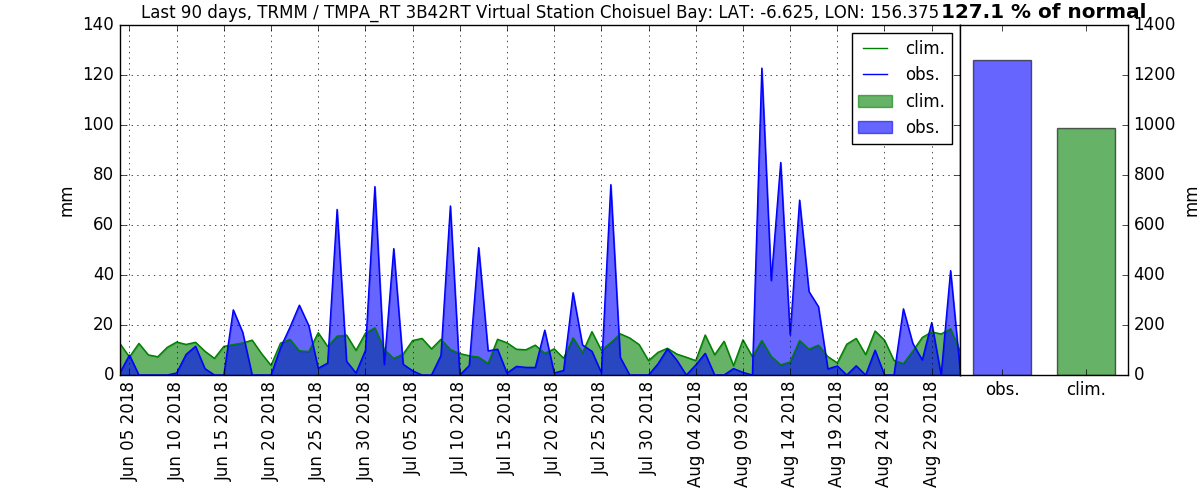 Last 90 days, TRMM / TMPA_RT 3B42RT Virtual Station Choisuel Bay: LAT: -6.625, LON: 156.375
127.1 % of normal
140
120
100
80
60
40
20
0
mm
clim.
obs.
clim.
obs.
1400
1200
1000
800
600
400
200
0
mm
Jun 05 2018
Jun 10 2018
Jun 15 2018
Jun 20 2018
Jun 25 2018
Jun 30 2018
Jul 05 2018
Jul 10 2018
Jul 15 2018
Jul 20 2018
Jul 25 2018
Jul 30 2018
Aug 04 2018
Aug 09 2018
Aug 14 2018
Aug 19 2018
Aug 24 2018
Aug 29 2018
obs.
clim.